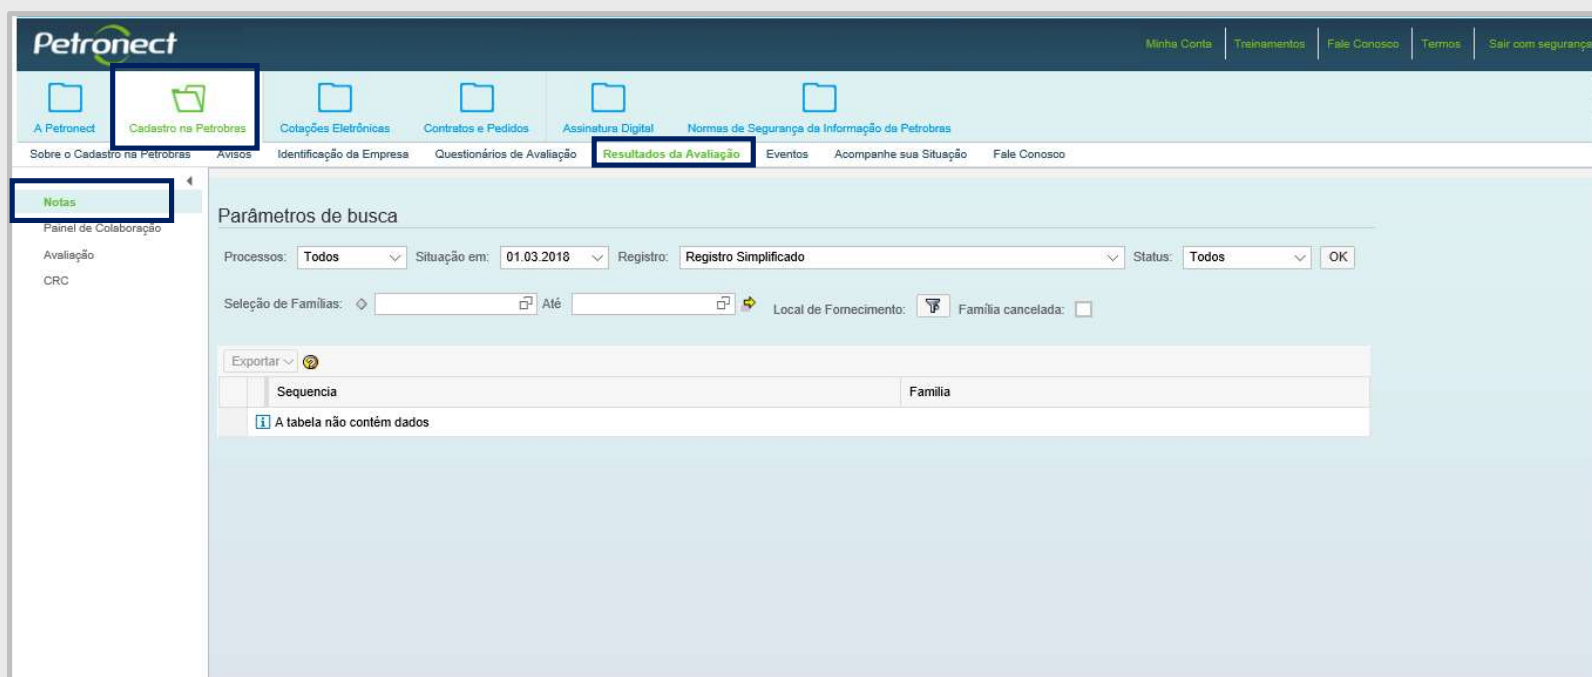 Petronect
Minha Conta Treinamentos Fale Conosco Termos Sair com segurança
A Petronect Cadastro na Petrobras Cotações Eletrônicas Contratos e Pedidos Assinatura Digital Normas de Segurança da Informação da Petrobras
Sobre o Cadastro na Petrobras Avisos Identificação da Empresa Questionários de Avaliação Resultados da Avaliação Eventos Acompanhe sua Situação Fale Conosco
Notas
Painel de Colaboração
Avaliação
CRC
Parâmetros de busca
Processos: Todos Situação em: 01.03.2018 Registro: Registro Simplificado Status: Todos OK
Seleção de Famílias: Até Local de Fornecimento: Família cancelada:
Exportar
Sequencia Familia
A tabela não contém dados